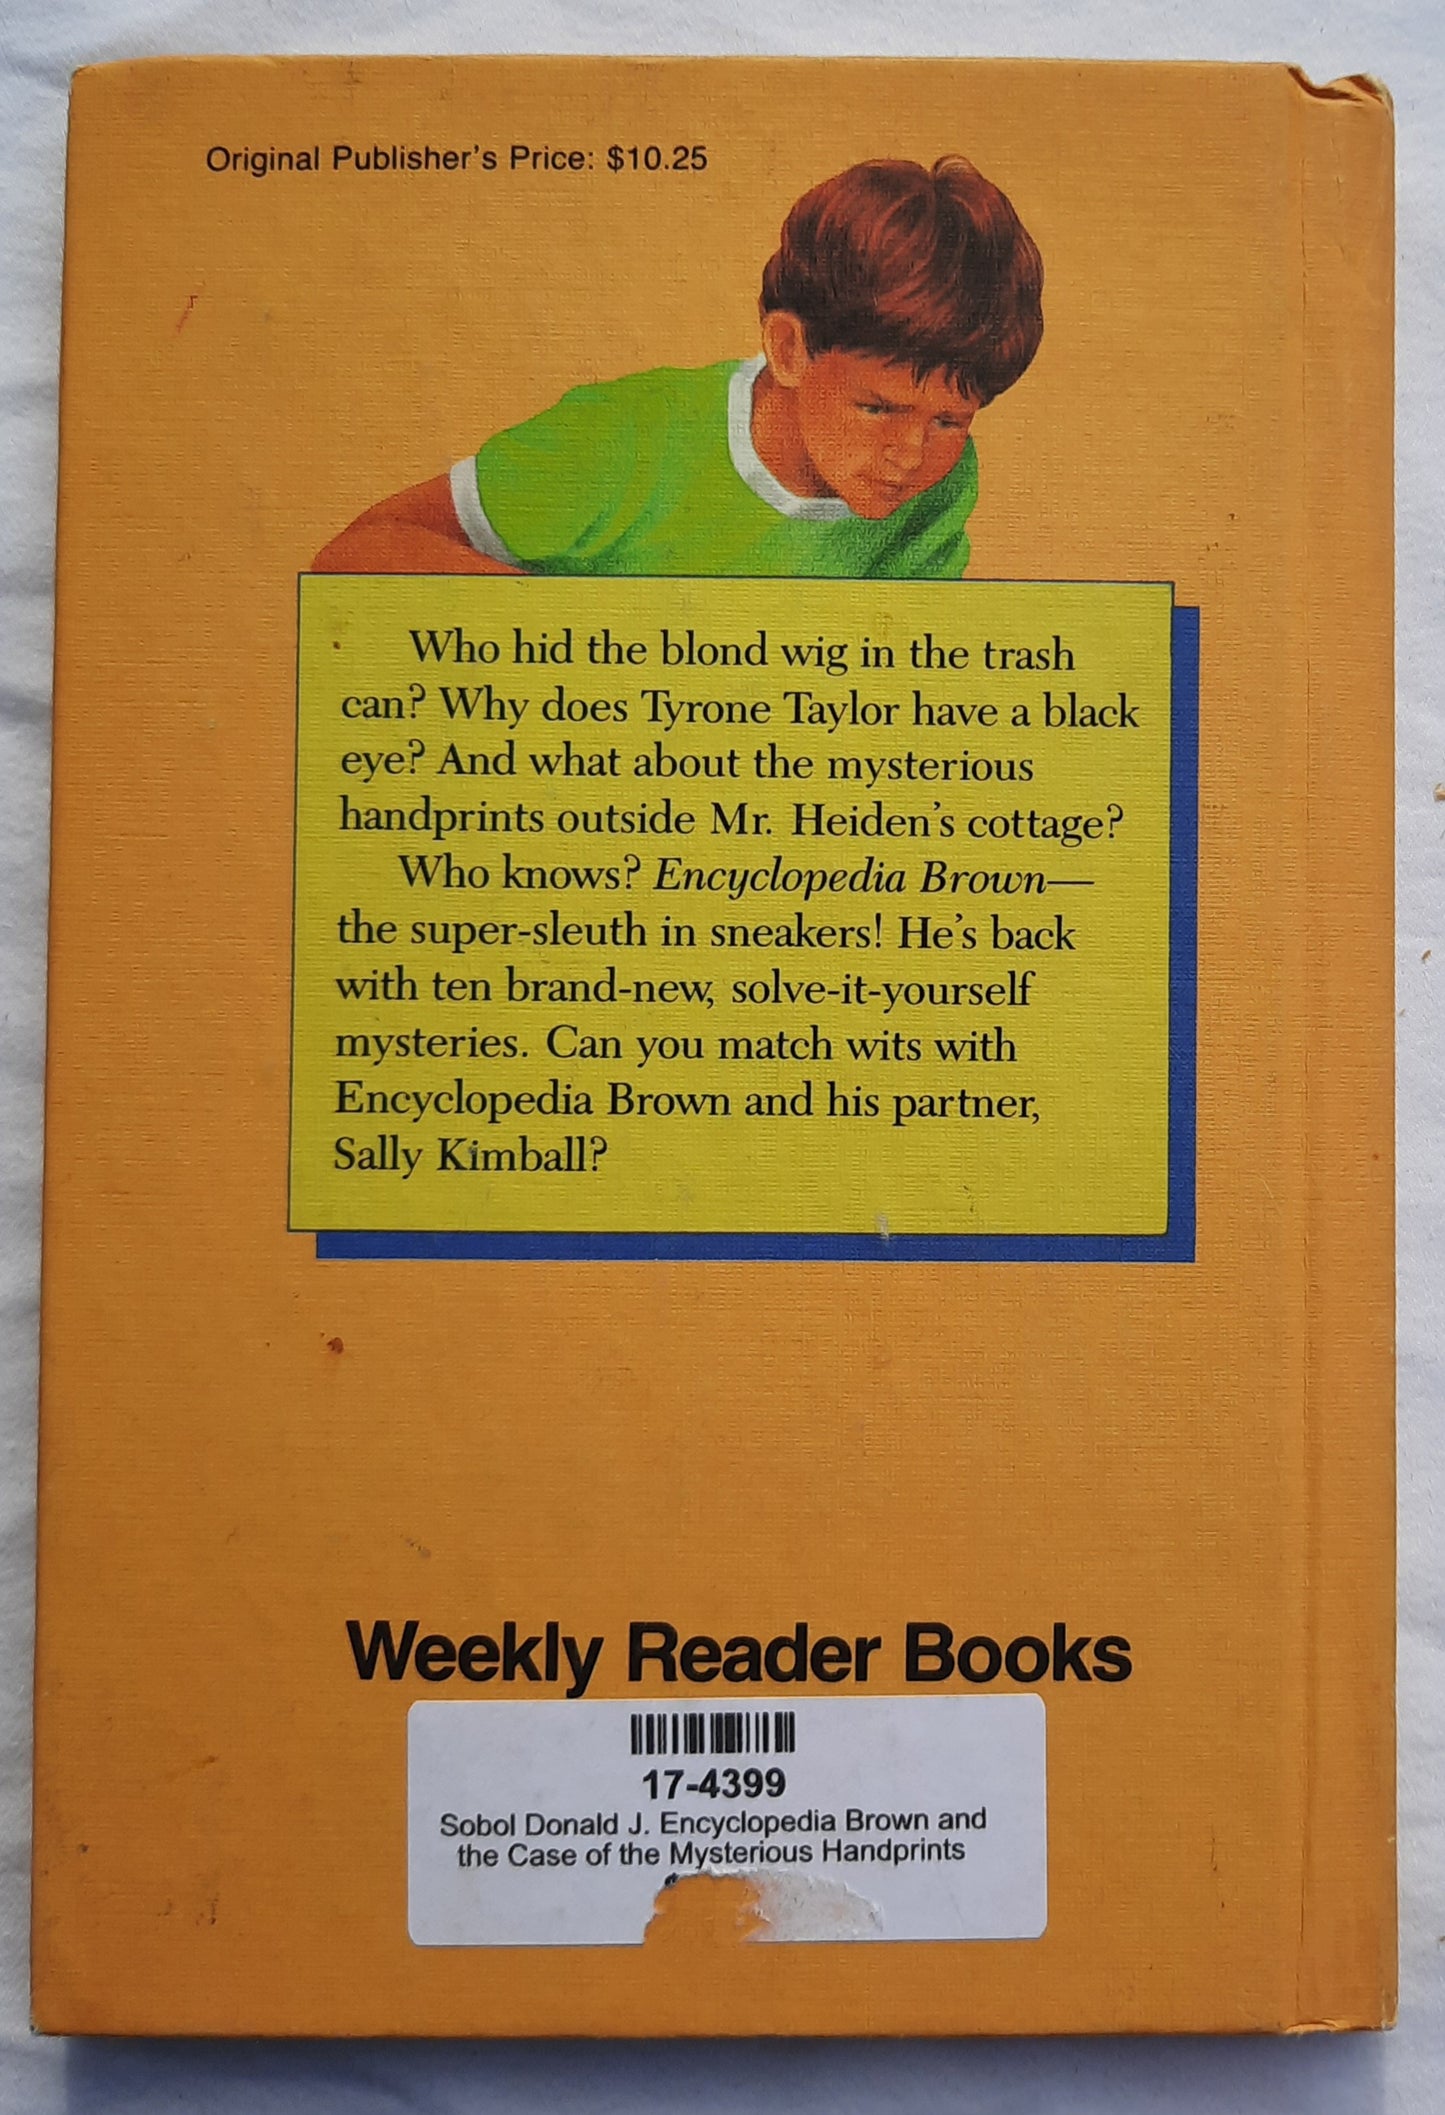 Original Publisher's Price: $10.25
Who hid the blond wig in the trash
can? Why does Tyrone Taylor have a black
eye? And what about the mysterious
handprints outside Mr. Heiden's cottage?
Who knows? Encyclopedia Brown—
the super-sleuth in sneakers! He's back
with ten brand-new, solve-it-yourself
mysteries. Can you match wits with
Encyclopedia Brown and his partner,
Sally Kimball?
Weekly Reader Books
17-4399
Sobol Donald J. Encyclopedia Brown and
the Case of the Mysterious Handprints